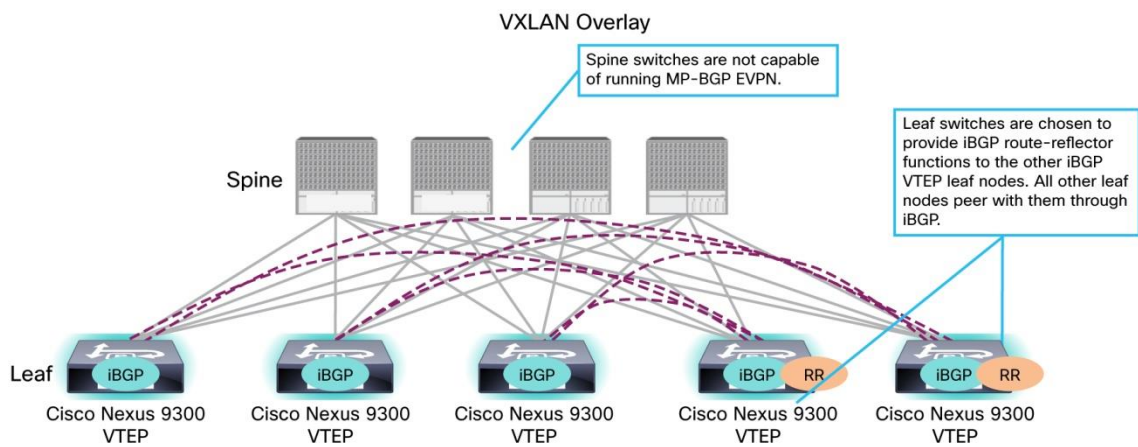 VXLAN Overlay
Spine switches are not capable
of running MP-BGP EVPN.
Leaf switches are chosen to
provide iBGP route-reflector
functions to the other iBGP
VTEP leaf nodes. All other leaf
nodes peer with them through
iBGP.
Spine
Leaf
iBGP
iBGP
iBGP
iBGP
RR
iBGP
RR
Cisco Nexus 9300
VTEP
Cisco Nexus 9300
VTEP
Cisco Nexus 9300
VTEP
Cisco Nexus 9300
VTEP
Cisco Nexus 9300
VTEP